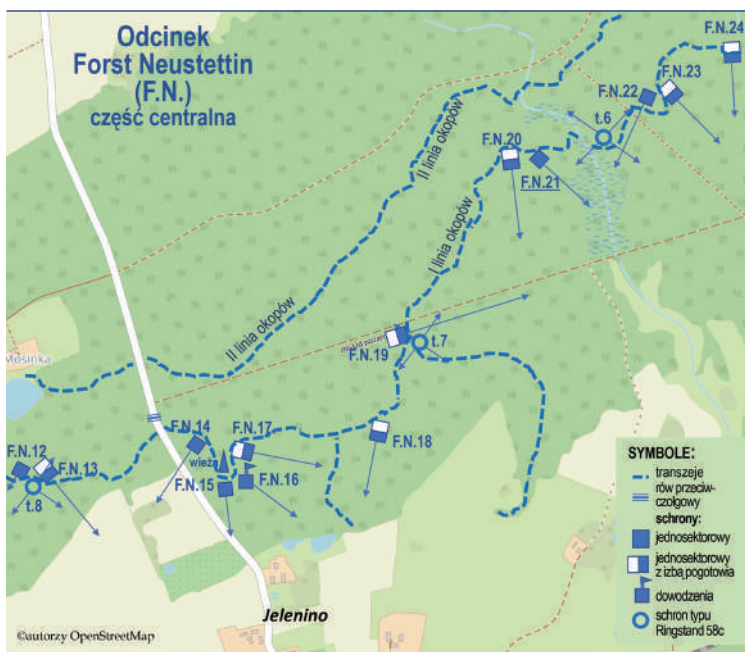 Odcinek
Forst Neustettin
(F.N.)
część centralna
F.N.24
F.N.23
F.N.22
t.6
F.N.20
F.N.21
II linia okopów
I linia okopów
II linia okopów
F.N.19
t.7
Mosinka
F.N.14
F.N.17
F.N.18
wieża
F.N.12
F.N.13
F.N.15
F.N.16
t.8
Jelenino
©autorzy OpenStreetMap
SYMBOLE:
transzeje
rów przeciw-
czołgowy
schrony:
jednosektorowy
jednosektorowy
z izbą pogotowia
dowodzenia
schron typu
Ringstand 58c